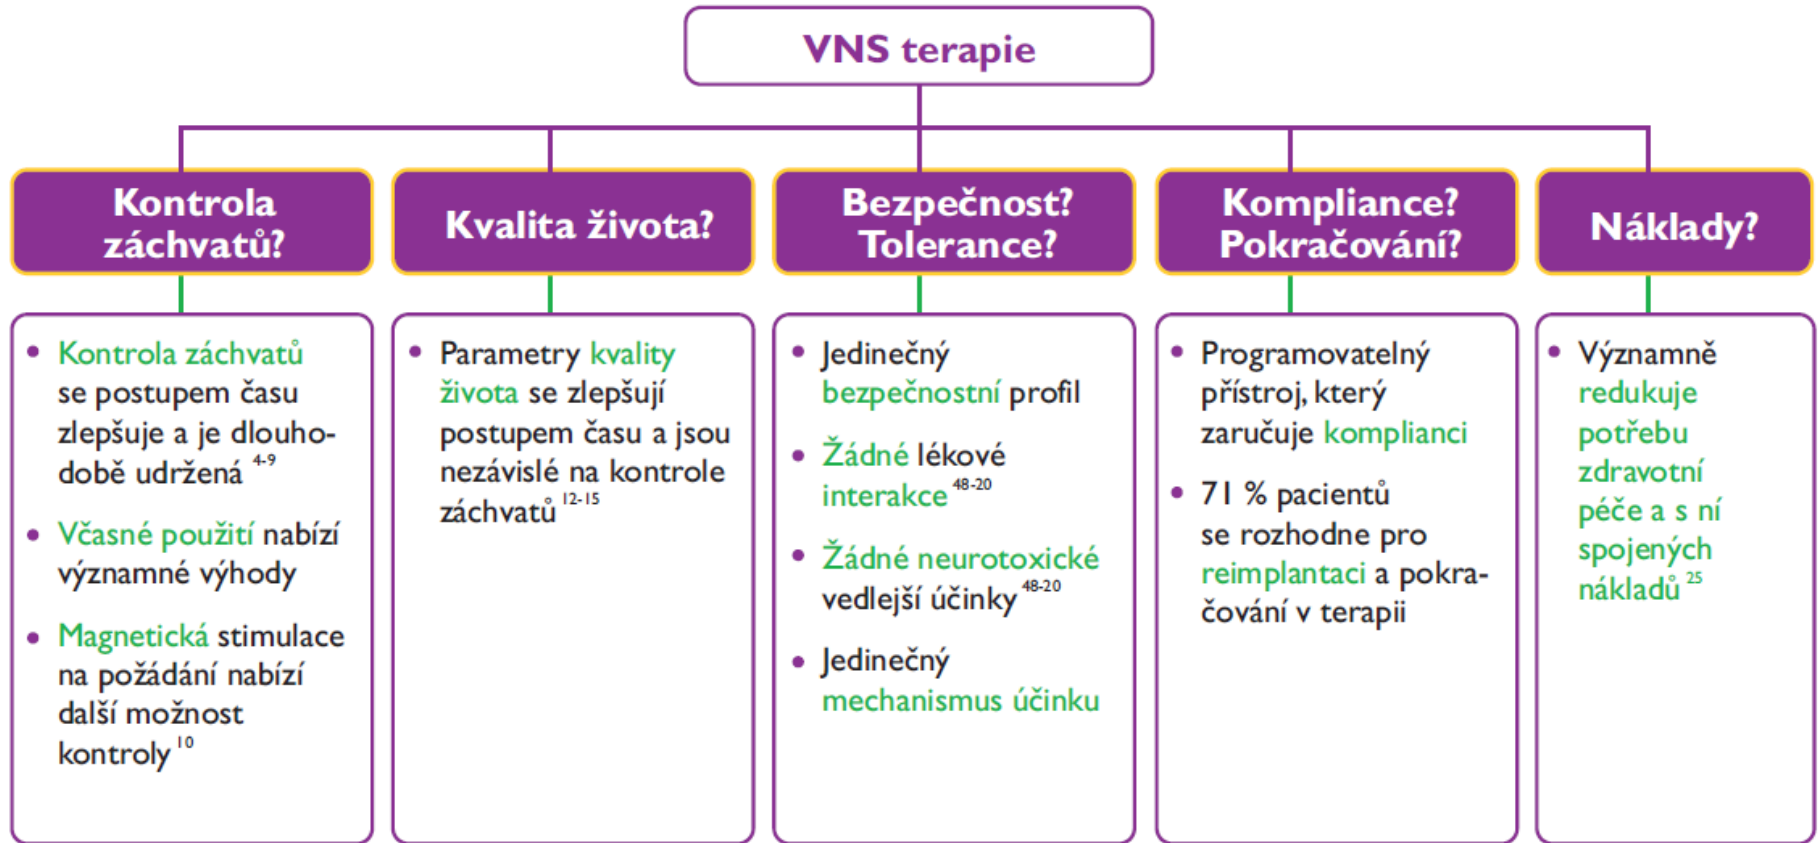 VNS terapie
Kontrola
záchvatů?
Kvalita života?
Bezpečnost?
Tolerance?
Kompliance?
Pokračování?
Náklady?
• Kontrola záchvatů
se postupem času
zlepšuje a je dlouho-
době udržená 4-9
• Včasné použití nabízí
významné výhody
• Magnetická stimulace
na požádání nabízí
další možnost
kontroly 10
• Parametry kvality
života se zlepšují
postupem času a jsou
nezávislé na kontrole
záchvatů 12-15
• Jedinečný
bezpečnostní profil
• Žádné lékové
interakce 48-20
• Žádné neurotoxické
vedlejší účinky 48-20
• Jedinečný
mechanismus účinku
• Programovatelný
přístroj, který
zaručuje komplianci
• 71 % pacientů
se rozhodne pro
reimplantaci a pokra-
čování v terapii
• Významně
redukuje
potřebu
zdravotní
péče a s ní
spojených
nákladů 25